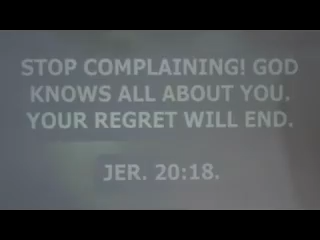 STOP COMPLAINING! GOD
KNOWS ALL ABOUT YOU.
YOUR REGRET WILL END.
JER. 20:18.